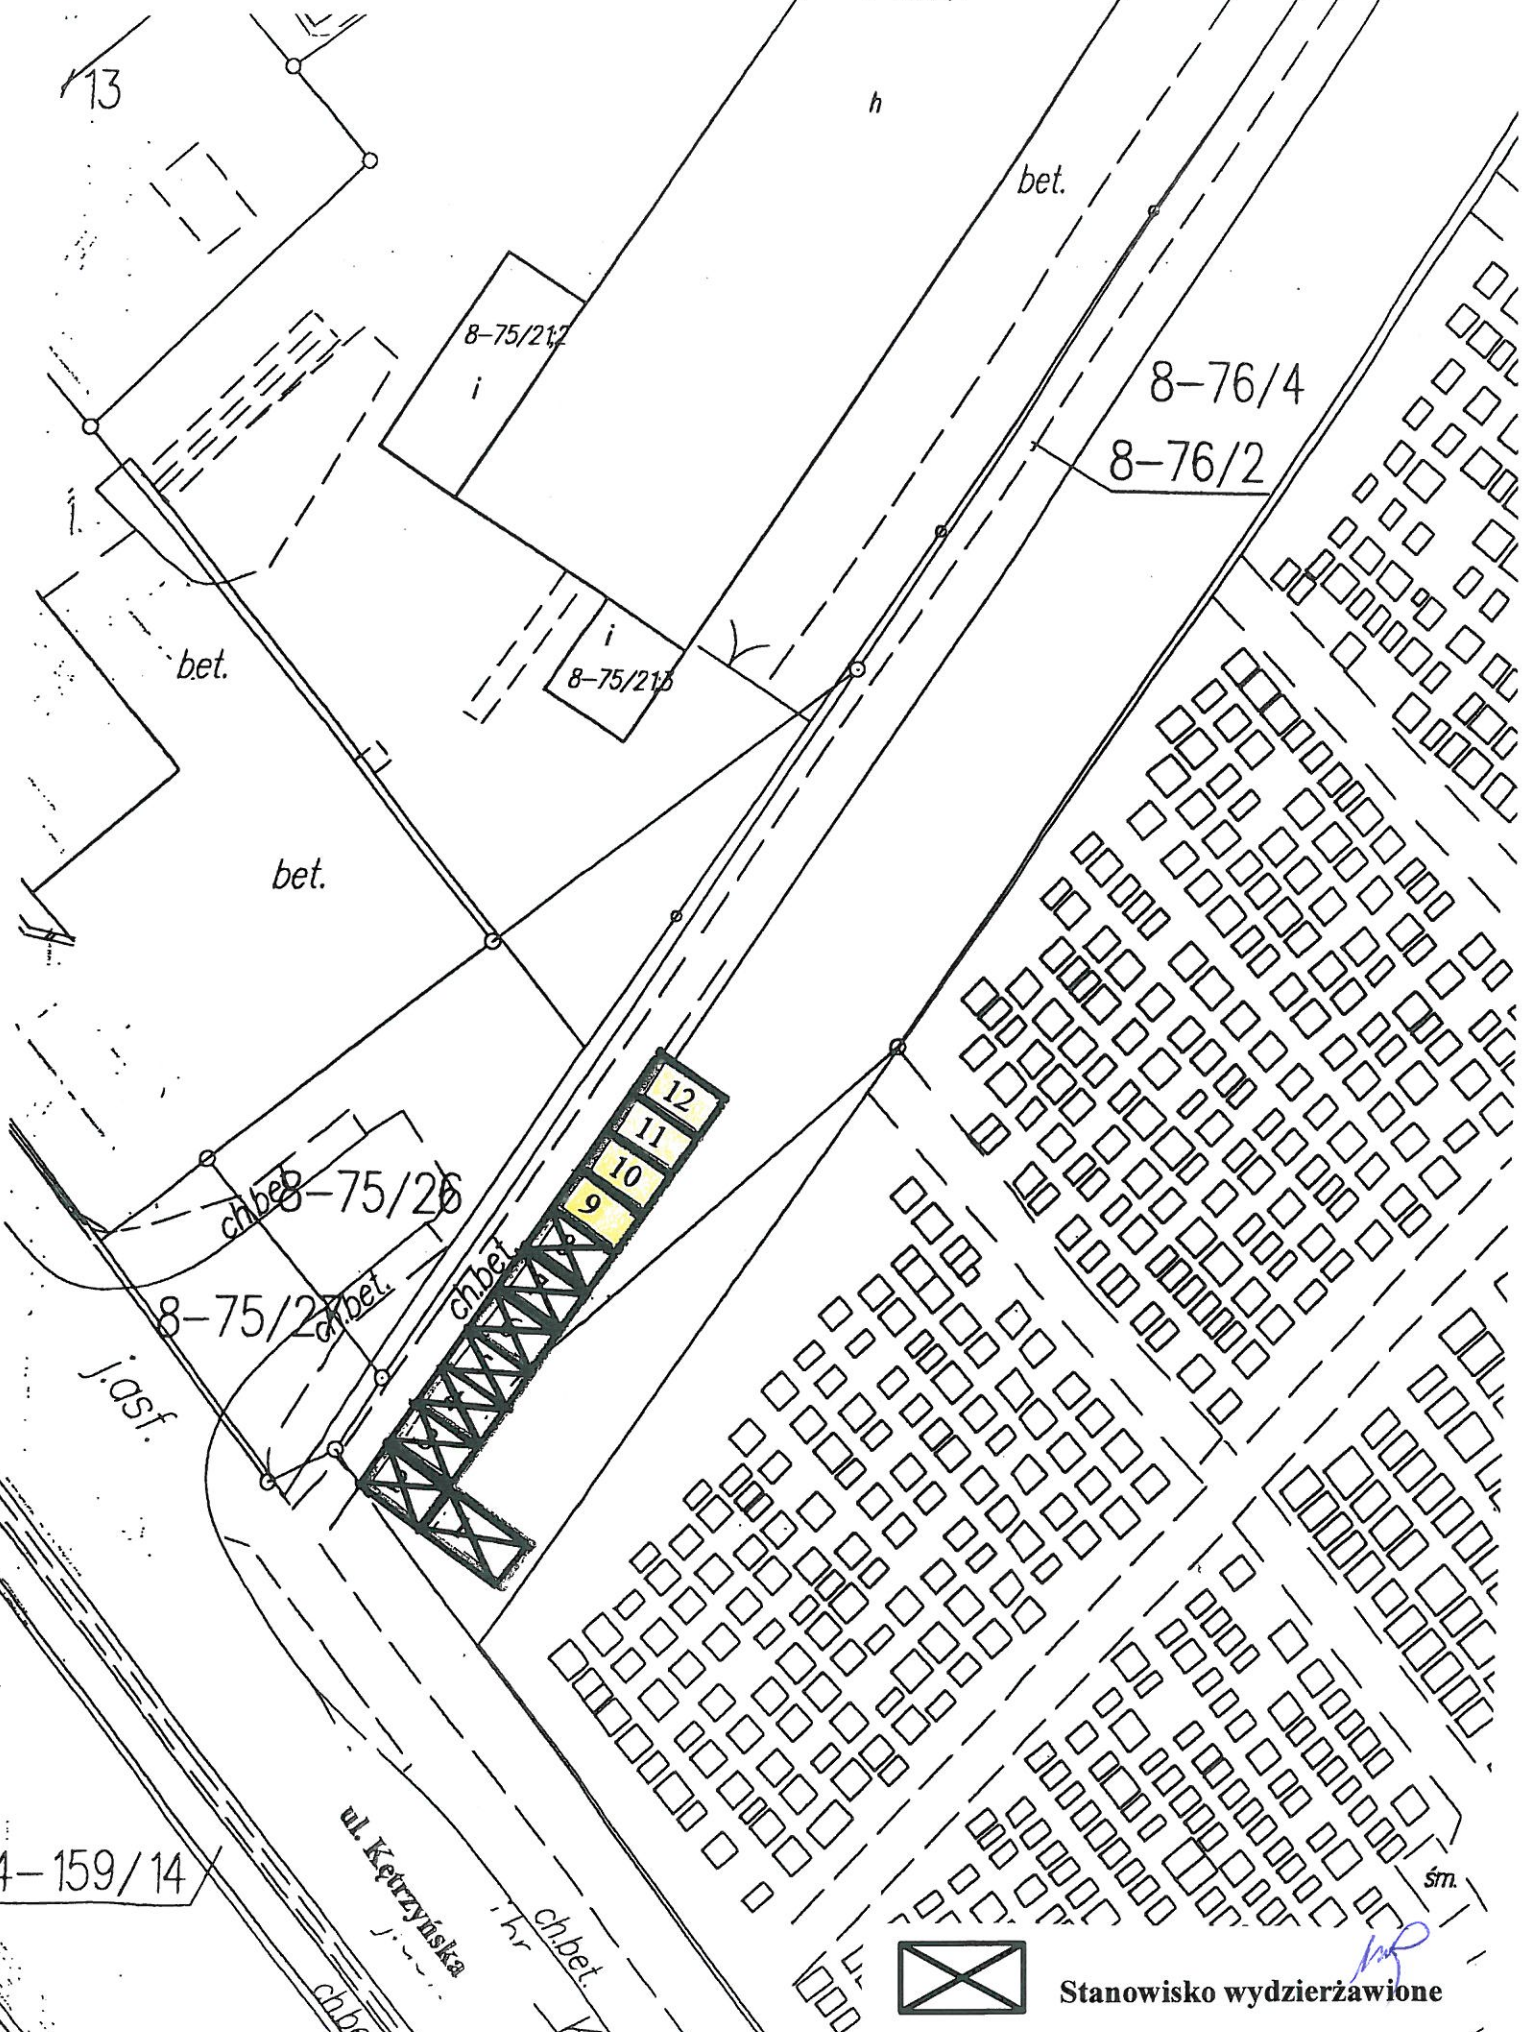 13
h
bet.
8-75/21;2
i
8-76/4
8-76/2
i
8-75/21;3
j.
bet.
bet.
12
11
10
9
8
ch.bet.
8-75/26
ch.bet.
8-75/27
ch.bet.
j.asf.
ul. Kętrzyńska
4-159/14
ch.bet.
śm.
Stanowisko wydzierżawione